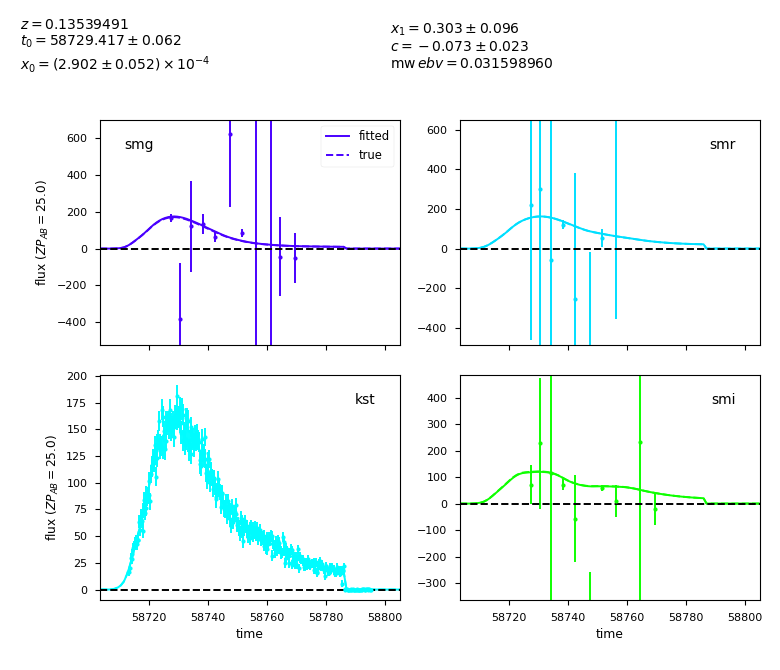 z = 0.13539491
t₀ = 58729.417 ± 0.062
x₀ = (2.902 ± 0.052) × 10⁻⁴
x₁ = 0.303 ± 0.096
c = −0.073 ± 0.023
mw ebv = 0.031598960
smg
fitted
true
600
400
200
0
−200
−400
flux (ZP_AB = 25.0)
smr
600
400
200
0
−200
−400
kst
200
175
150
125
100
75
50
25
0
flux (ZP_AB = 25.0)
58720 58740 58760 58780 58800
time
smi
400
300
200
100
0
−100
−200
−300
58720 58740 58760 58780 58800
time